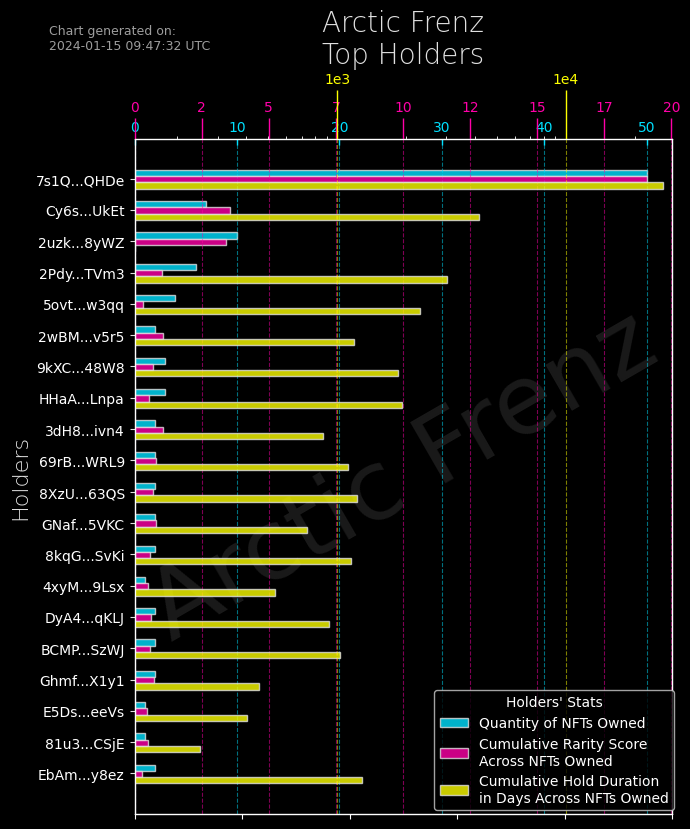 Chart generated on:
2024-01-15 09:47:32 UTC
Arctic Frenz
Top Holders
1e3 1e4
0 2 5 7 10 12 15 17 20
0 10 20 30 40 50
7s1Q...QHDe
Cy6s...UkEt
2uzk...8yWZ
2Pdy...TVm3
5ovt...w3qq
2wBM...v5r5
9kXC...48W8
HHaA...Lnpa
3dH8...ivn4
69rB...WRL9
8XzU...63QS
GNaf...5VKC
8kqG...SvKi
4xyM...9Lsx
DyA4...qKLJ
BCMP...SzWJ
Ghmf...X1y1
E5Ds...eeVs
81u3...CSjE
EbAm...y8ez
Holders
Arctic Frenz
Holders' Stats
Quantity of NFTs Owned
Cumulative Rarity Score
Across NFTs Owned
Cumulative Hold Duration
in Days Across NFTs Owned